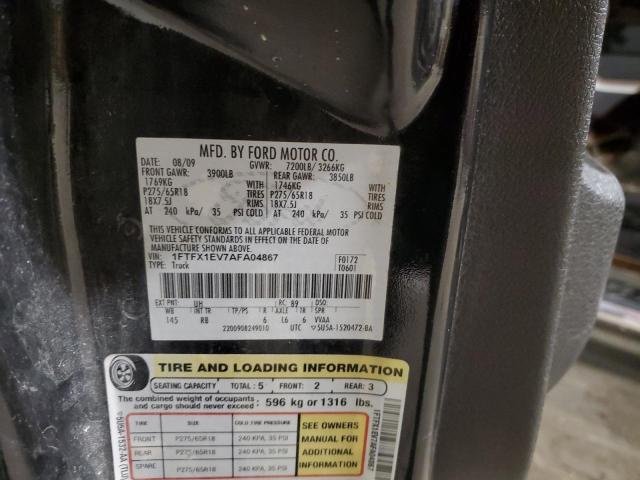 MFD. BY FORD MOTOR CO.
DATE: 08/09 GVWR: 7200LB/ 3266KG
FRONT GAWR: 3900LB REAR GAWR: 3850LB
1769KG WITH 1746KG WITH
P275/65R18 TIRES P275/65R18 TIRES
18X7.5J RIMS 18X7.5J RIMS
AT 240 kPa/ 35 PSI COLD AT 240 kPa/ 35 PSI COLD
THIS VEHICLE CONFORMS TO ALL APPLICABLE FEDERAL MOTOR
VEHICLE SAFETY STANDARDS IN EFFECT ON THE DATE OF
MANUFACTURE SHOWN ABOVE.
VIN: 1FTFX1EV7AFA04867 F0172
TYPE: Truck T0601
EXT PNT: UH RC: 89 DSO:
WB INT TR TP/PS R AXLE TR SPR
145 RB 6 L6 6 VVAA
2200908249010 UTC 5U5A-1520472-BA
TIRE AND LOADING INFORMATION
SEATING CAPACITY TOTAL: 5 FRONT: 2 REAR: 3
The combined weight of occupants
and cargo should never exceed: 596 kg or 1316 lbs.
TIRE SIZE COLD TIRE PRESSURE
FRONT P275/65R18 240 KPA, 35 PSI
REAR P275/65R18 240 KPA, 35 PSI
SPARE P275/65R18 240 KPA, 35 PSI
SEE OWNERS
MANUAL FOR
ADDITIONAL
INFORMATION
1FTFX1EV7AFA04867